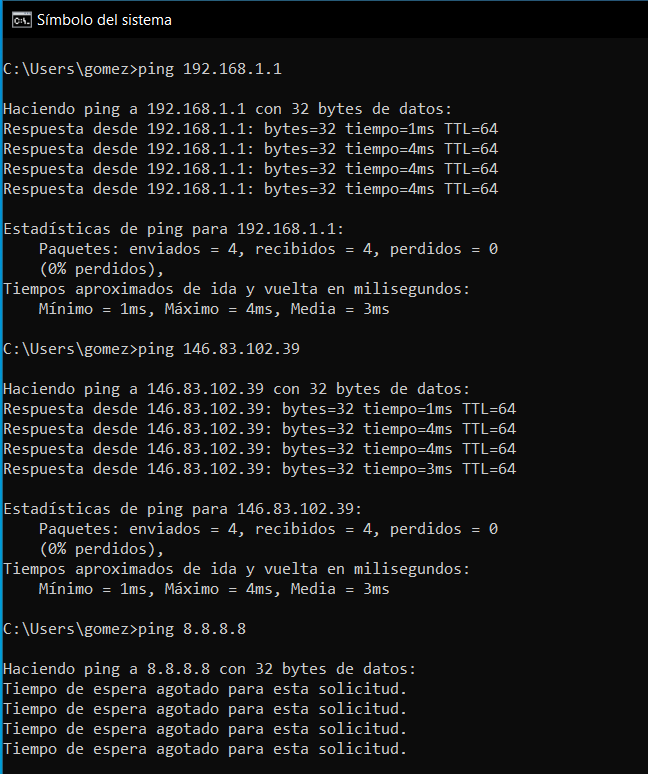 Símbolo del sistema
C:\Users\gomez>ping 192.168.1.1
Haciendo ping a 192.168.1.1 con 32 bytes de datos:
Respuesta desde 192.168.1.1: bytes=32 tiempo=1ms TTL=64
Respuesta desde 192.168.1.1: bytes=32 tiempo=4ms TTL=64
Respuesta desde 192.168.1.1: bytes=32 tiempo=4ms TTL=64
Respuesta desde 192.168.1.1: bytes=32 tiempo=4ms TTL=64
Estadísticas de ping para 192.168.1.1:
    Paquetes: enviados = 4, recibidos = 4, perdidos = 0
    (0% perdidos),
Tiempos aproximados de ida y vuelta en milisegundos:
    Mínimo = 1ms, Máximo = 4ms, Media = 3ms
C:\Users\gomez>ping 146.83.102.39
Haciendo ping a 146.83.102.39 con 32 bytes de datos:
Respuesta desde 146.83.102.39: bytes=32 tiempo=1ms TTL=64
Respuesta desde 146.83.102.39: bytes=32 tiempo=4ms TTL=64
Respuesta desde 146.83.102.39: bytes=32 tiempo=4ms TTL=64
Respuesta desde 146.83.102.39: bytes=32 tiempo=3ms TTL=64
Estadísticas de ping para 146.83.102.39:
    Paquetes: enviados = 4, recibidos = 4, perdidos = 0
    (0% perdidos),
Tiempos aproximados de ida y vuelta en milisegundos:
    Mínimo = 1ms, Máximo = 4ms, Media = 3ms
C:\Users\gomez>ping 8.8.8.8
Haciendo ping a 8.8.8.8 con 32 bytes de datos:
Tiempo de espera agotado para esta solicitud.
Tiempo de espera agotado para esta solicitud.
Tiempo de espera agotado para esta solicitud.
Tiempo de espera agotado para esta solicitud.